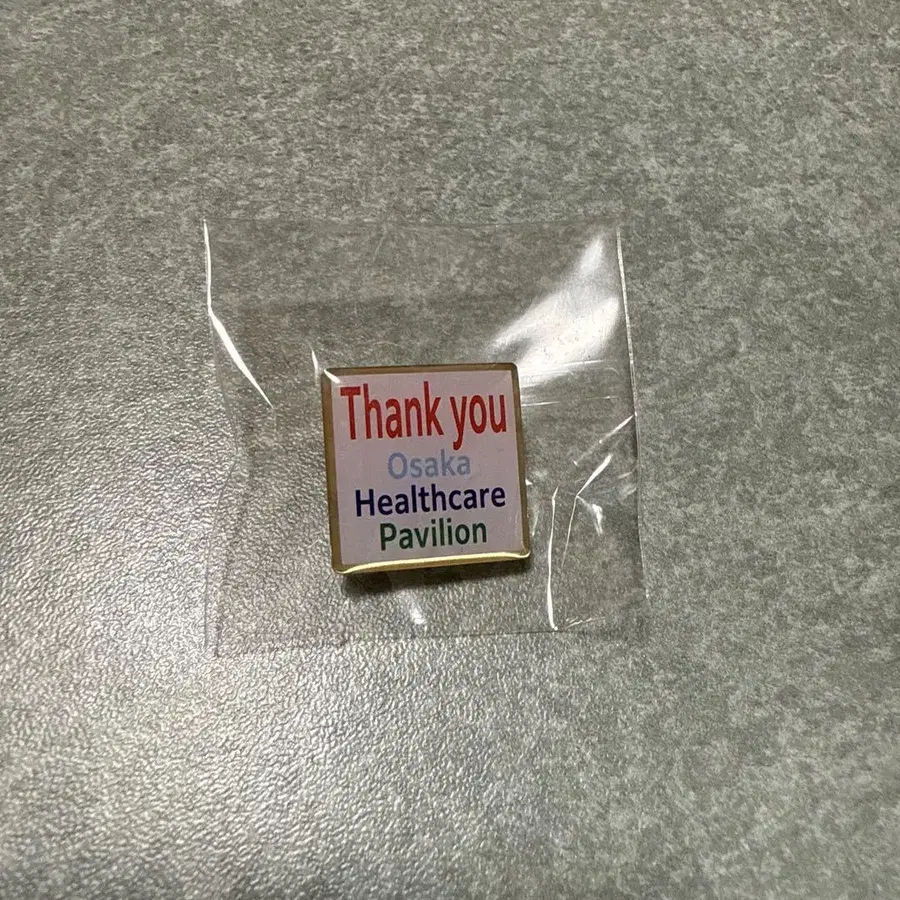 Thank you
Osaka
Healthcare
Pavilion